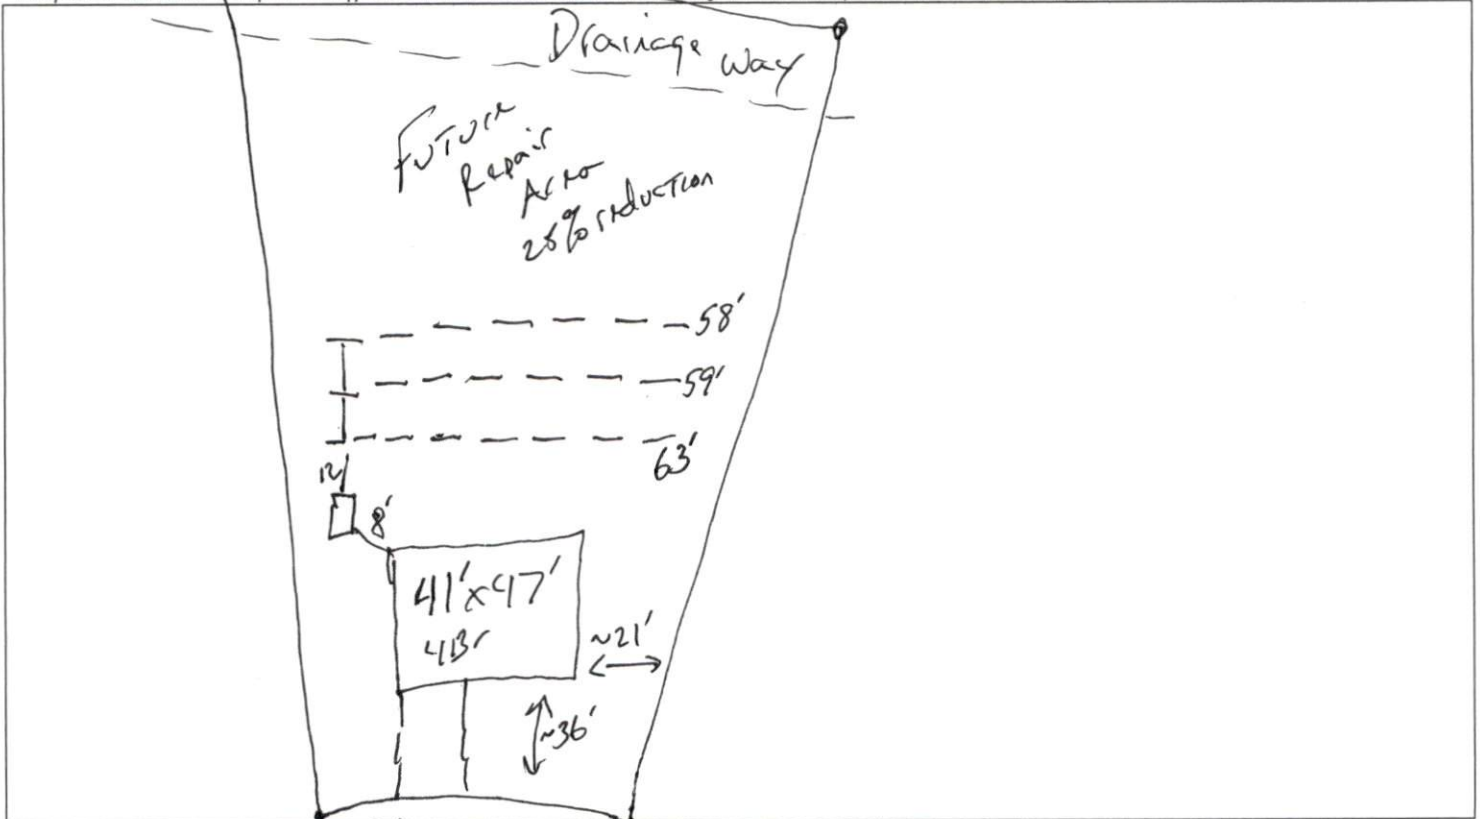 Drainage Way
Future
Repair
Area
25% reduction
58'
59'
63'
12'
8'
41'x47'
4Br
~21'
~36'